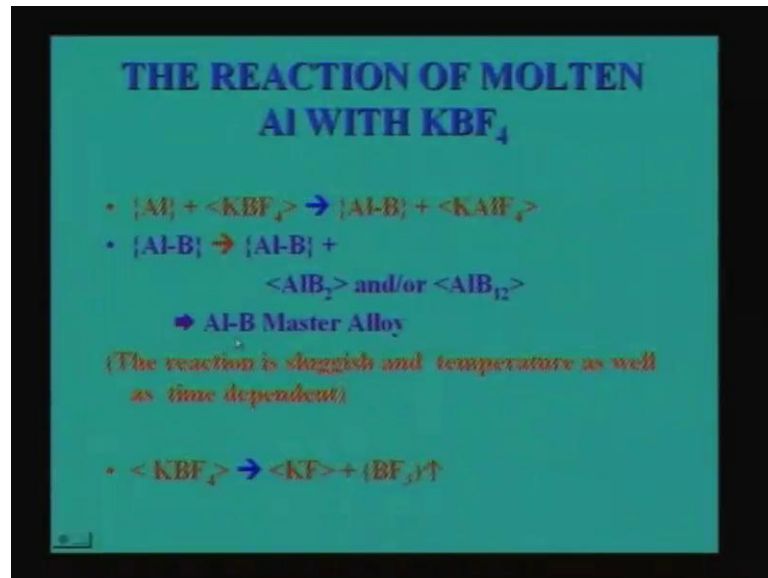 THE REACTION OF MOLTEN
Al WITH KBF₄
• {Al} + <KBF₄> → {Al-B} + <KAlF₄>
• {Al-B} → {Al-B} +
<AlB₂> and/or <AlB₁₂>
➡ Al-B Master Alloy
(The reaction is sluggish and temperature as well
as time dependent)
• < KBF₄> → <KF> + (BF₃)↑